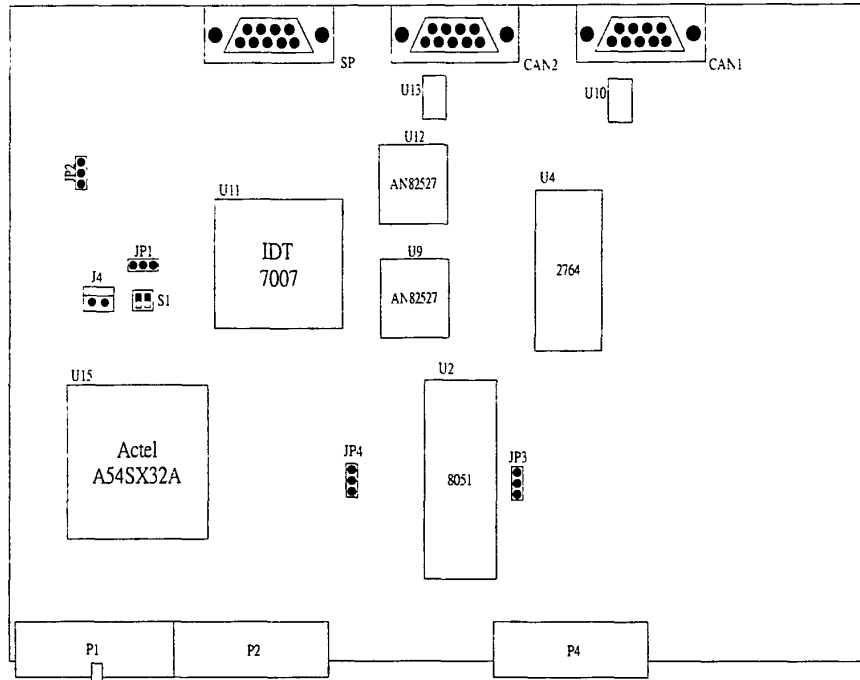 SP
CAN2
CAN1
U13
U10
U12
AN82527
U4
2764
JP2
U11
IDT
7007
JP1
U9
AN82527
J4
S1
U15
Actel
A54SX32A
U2
8051
JP4
JP3
P1
P2
P4